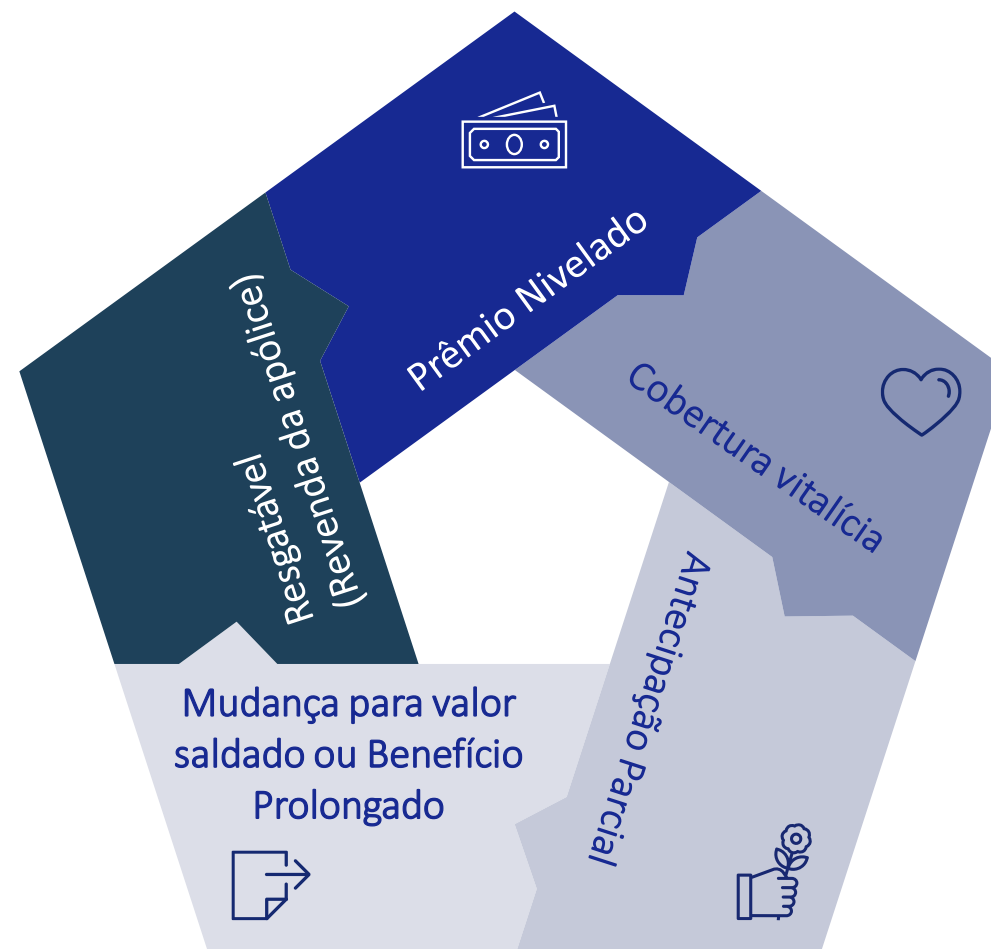 Prêmio Nivelado
Cobertura vitalícia
Antecipação Parcial
Mudança para valor
saldado ou Benefício
Prolongado
Resgatável
(Revenda da apólice)